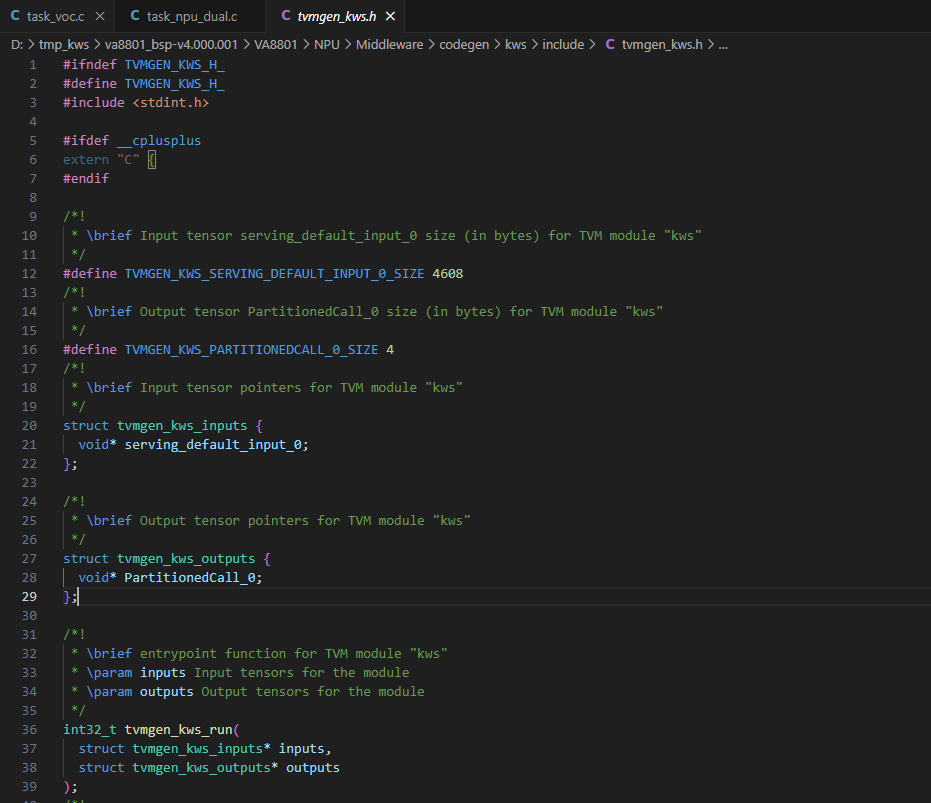 task_voc.c
task_npu_dual.c
tvmgen_kws.h
D: > tmp_kws > va8801_bsp-v4.000.001 > VA8801 > NPU > Middleware > codegen > kws > include > C tvmgen_kws.h > ...
1 #ifndef TVMGEN_KWS_H_
2 #define TVMGEN_KWS_H_
3 #include <stdint.h>
4
5 #ifdef __cplusplus
6 extern "C" {
7 #endif
8
9 /*!
10 * \brief Input tensor serving_default_input_0 size (in bytes) for TVM module "kws"
11 */
12 #define TVMGEN_KWS_SERVING_DEFAULT_INPUT_0_SIZE 4608
13 /*!
14 * \brief Output tensor PartitionedCall_0 size (in bytes) for TVM module "kws"
15 */
16 #define TVMGEN_KWS_PARTITIONEDCALL_0_SIZE 4
17 /*!
18 * \brief Input tensor pointers for TVM module "kws"
19 */
20 struct tvmgen_kws_inputs {
21 void* serving_default_input_0;
22 };
23
24 /*!
25 * \brief Output tensor pointers for TVM module "kws"
26 */
27 struct tvmgen_kws_outputs {
28 void* PartitionedCall_0;
29 };
30
31 /*!
32 * \brief entrypoint function for TVM module "kws"
33 * \param inputs Input tensors for the module
34 * \param outputs Output tensors for the module
35 */
36 int32_t tvmgen_kws_run(
37 struct tvmgen_kws_inputs* inputs,
38 struct tvmgen_kws_outputs* outputs
39 );